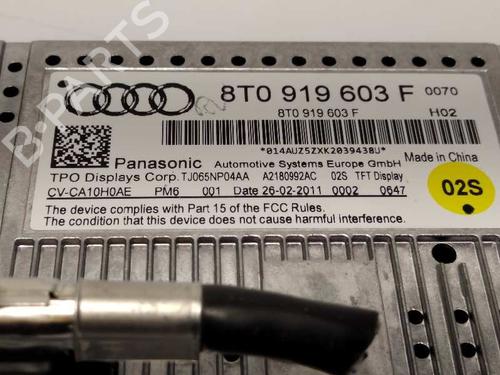 8T0 919 603 F 0070
8T0 919 603 F H02
*014AUZ5ZXK2039438U*
Panasonic Automotive Systems Europe GmbH Made in China
TPO Displays Corp. TJ065NP04AA A2180992AC 02S TFT Display
CV-CA10H0AE PM6 001 Date 26-02-2011 0002 0647
02S
The device complies with Part 15 of the FCC Rules.
The condition that this device does not cause harmful interference.
B-PARTS